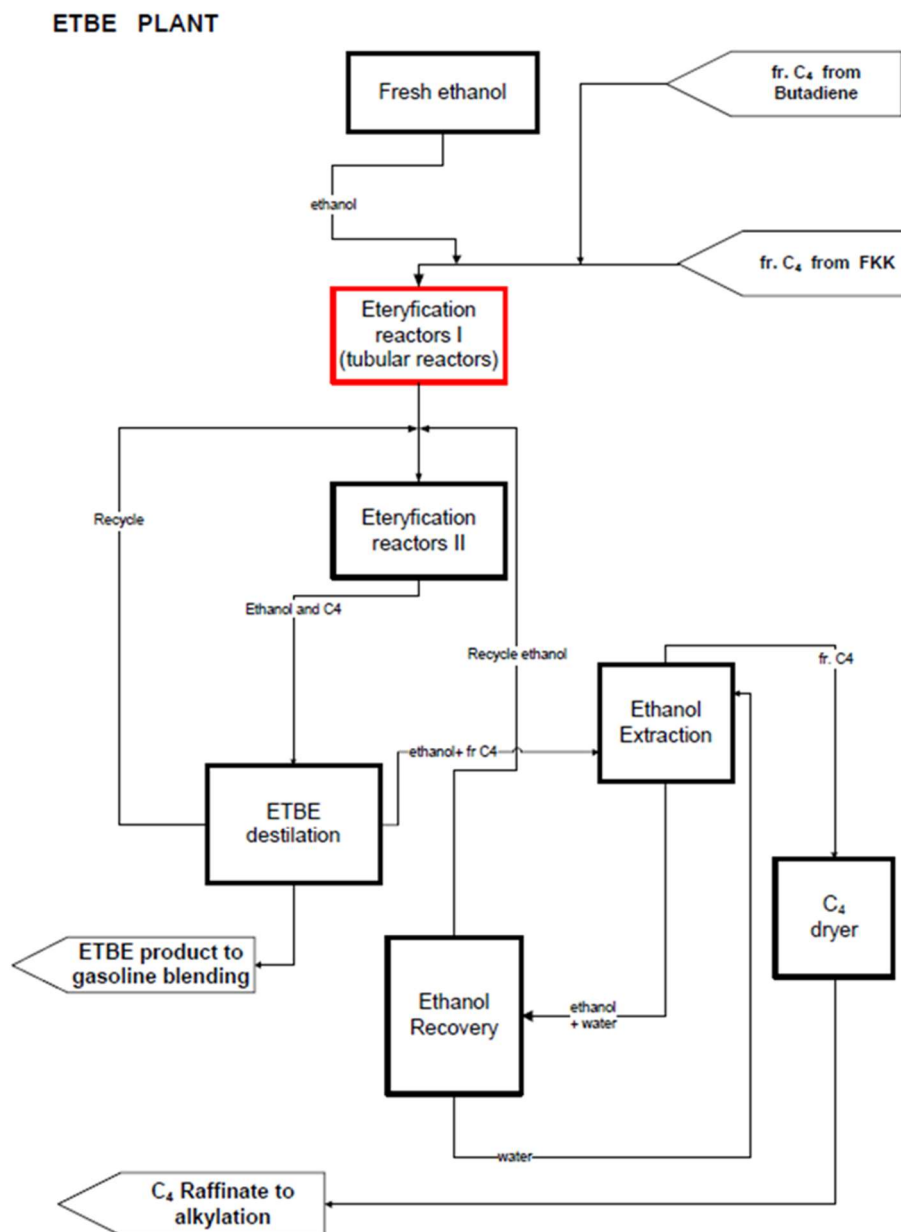 ETBE PLANT
Fresh ethanol
fr. C₄ from
Butadiene
ethanol
fr. C₄ from FKK
Eteryfication
reactors I
(tubular reactors)
Recycle
Eteryfication
reactors II
Ethanol and C4
Recycle ethanol
fr. C4
Ethanol
Extraction
ethanol+ fr C4
ETBE
destilation
C₄
dryer
ETBE product to
gasoline blending
Ethanol
Recovery
ethanol
+ water
water
C₄ Raffinate to
alkylation